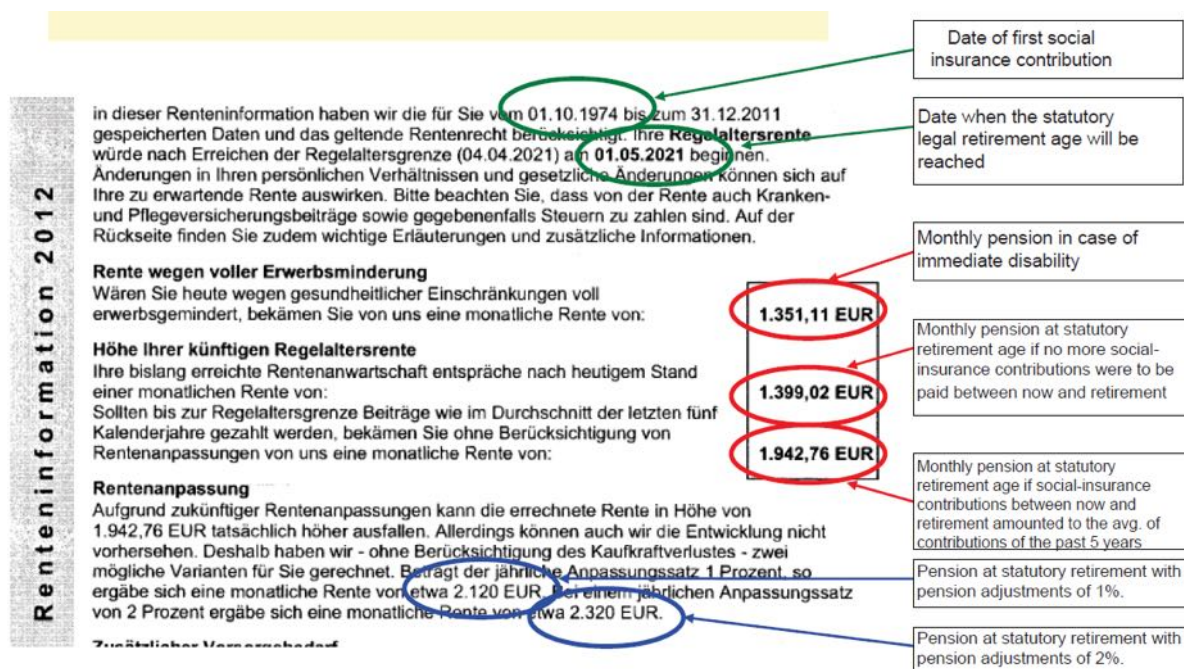 Renteninformation 2012
in dieser Renteninformation haben wir die für Sie vom 01.10.1974 bis zum 31.12.2011
gespeicherten Daten und das geltende Rentenrecht berücksichtigt. Ihre Regelaltersrente
würde nach Erreichen der Regelaltersgrenze (04.04.2021) am 01.05.2021 beginnen.
Änderungen in Ihren persönlichen Verhältnissen und gesetzliche Änderungen können sich auf
Ihre zu erwartende Rente auswirken. Bitte beachten Sie, dass von der Rente auch Kranken-
und Pflegeversicherungsbeiträge sowie gegebenenfalls Steuern zu zahlen sind. Auf der
Rückseite finden Sie zudem wichtige Erläuterungen und zusätzliche Informationen.
Rente wegen voller Erwerbsminderung
Wären Sie heute wegen gesundheitlicher Einschränkungen voll
erwerbsgemindert, bekämen Sie von uns eine monatliche Rente von:
1.351,11 EUR
Höhe Ihrer künftigen Regelaltersrente
Ihre bislang erreichte Rentenanwartschaft entspräche nach heutigem Stand
einer monatlichen Rente von:
1.399,02 EUR
Sollten bis zur Regelaltersgrenze Beiträge wie im Durchschnitt der letzten fünf
Kalenderjahre gezahlt werden, bekämen Sie ohne Berücksichtigung von
Rentenanpassungen von uns eine monatliche Rente von:
1.942,76 EUR
Rentenanpassung
Aufgrund zukünftiger Rentenanpassungen kann die errechnete Rente in Höhe von
1.942,76 EUR tatsächlich höher ausfallen. Allerdings können auch wir die Entwicklung nicht
vorhersehen. Deshalb haben wir - ohne Berücksichtigung des Kaufkraftverlustes - zwei
mögliche Varianten für Sie gerechnet. Beträgt der jährliche Anpassungssatz 1 Prozent, so
ergäbe sich eine monatliche Rente von etwa 2.120 EUR. Bei einem jährlichen Anpassungssatz
von 2 Prozent ergäbe sich eine monatliche Rente von etwa 2.320 EUR.
Zusätzlicher Vorsorgebedarf
Date of first social
insurance contribution
Date when the statutory
legal retirement age will be
reached
Monthly pension in case of
immediate disability
Monthly pension at statutory
retirement age if no more social-
insurance contributions were to be
paid between now and retirement
Monthly pension at statutory
retirement age if social-insurance
contributions between now and
retirement amounted to the avg. of
contributions of the past 5 years
Pension at statutory retirement with
pension adjustments of 1%.
Pension at statutory retirement with
pension adjustments of 2%.